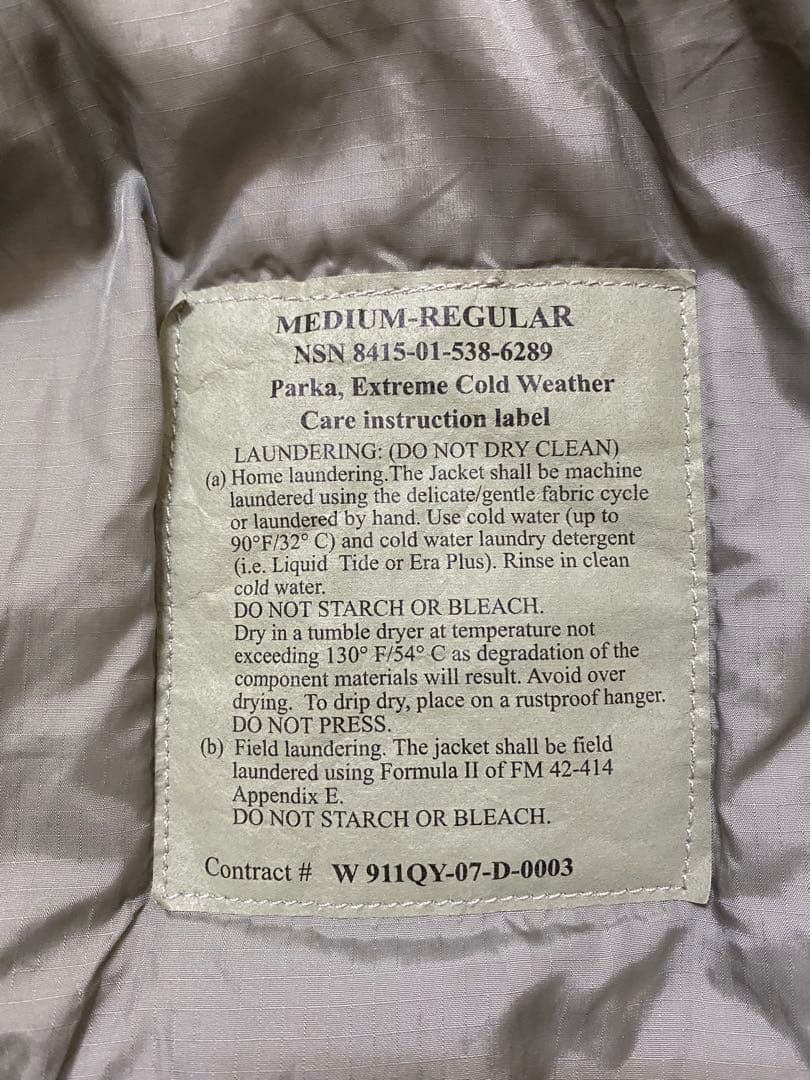 MEDIUM-REGULAR
NSN 8415-01-538-6289
Parka, Extreme Cold Weather
Care instruction label
LAUNDERING: (DO NOT DRY CLEAN)
(a) Home laundering.The Jacket shall be machine
laundered using the delicate/gentle fabric cycle
or laundered by hand. Use cold water (up to
90°F/32° C) and cold water laundry detergent
(i.e. Liquid Tide or Era Plus). Rinse in clean
cold water.
DO NOT STARCH OR BLEACH.
Dry in a tumble dryer at temperature not
exceeding 130° F/54° C as degradation of the
component materials will result. Avoid over
drying. To drip dry, place on a rustproof hanger.
DO NOT PRESS.
(b) Field laundering. The jacket shall be field
laundered using Formula II of FM 42-414
Appendix E.
DO NOT STARCH OR BLEACH.
Contract # W 911QY-07-D-0003